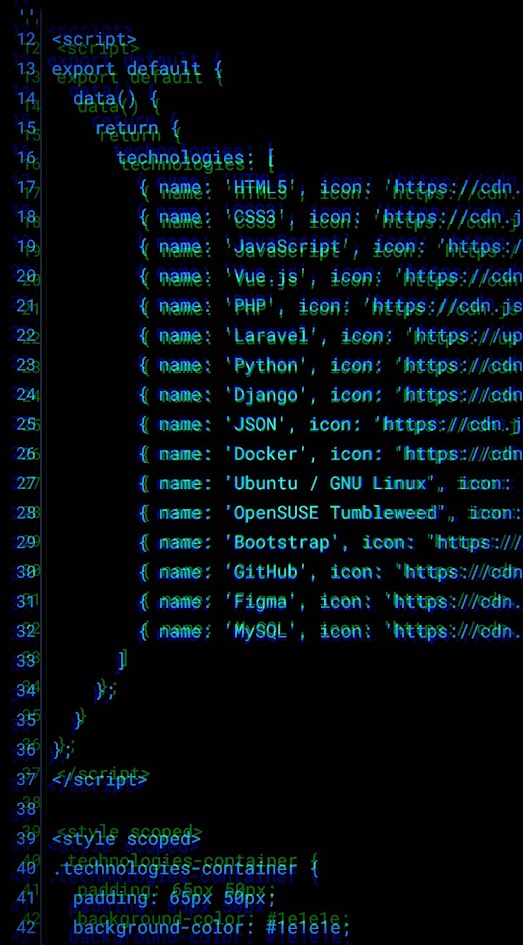 12 <script>
13 export default {
14 data() {
15 return {
16 technologies: [
17 { name: 'HTML5', icon: 'https://cdn.
18 { name: 'CSS3', icon: 'https://cdn.j
19 { name: 'JavaScript', icon: 'https:/
20 { name: 'Vue.js', icon: 'https://cdn
21 { name: 'PHP', icon: 'https://cdn.js
22 { name: 'Laravel', icon: 'https://up
23 { name: 'Python', icon: 'https://cdn
24 { name: 'Django', icon: 'https://cdn
25 { name: 'JSON', icon: 'https://cdn.j
26 { name: 'Docker', icon: 'https://cdn
27 { name: 'Ubuntu / GNU Linux', icon:
28 { name: 'OpenSUSE Tumbleweed', icon:
29 { name: 'Bootstrap', icon: 'https://
30 { name: 'GitHub', icon: 'https://cdn
31 { name: 'Figma', icon: 'https://cdn.
32 { name: 'MySQL', icon: 'https://cdn.
33 ]
34 };
35 }
36 };
37 </script>
38
39 <style scoped>
40 .technologies-container {
41 padding: 65px 50px;
42 background-color: #1e1e1e;